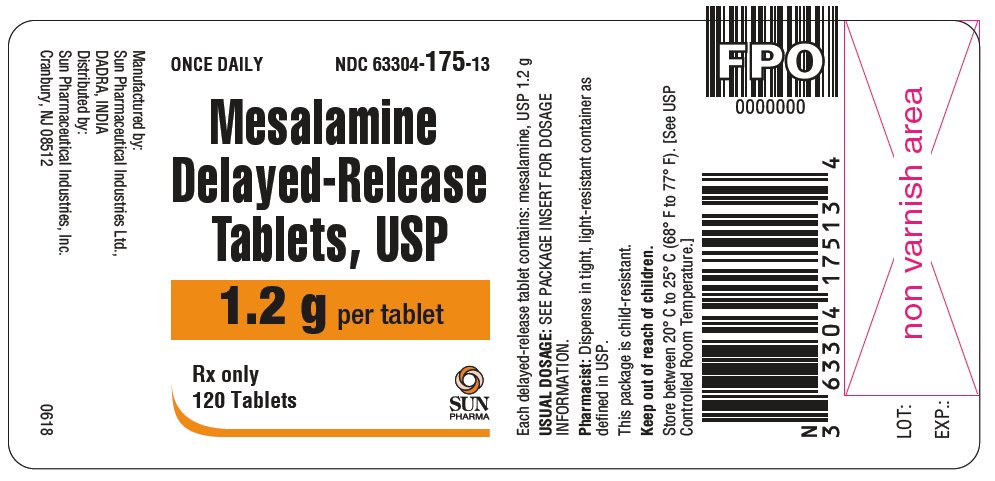 Manufactured by:
Sun Pharmaceutical Industries Ltd.,
DADRA, INDIA
Distributed by:
Sun Pharmaceutical Industries, Inc.
Cranbury, NJ 08512
0618
ONCE DAILY NDC 63304-175-13
Mesalamine
Delayed-Release
Tablets, USP
1.2 g per tablet
Rx only
120 Tablets
SUN
PHARMA
Each delayed-release tablet contains: mesalamine, USP 1.2 g
USUAL DOSAGE: SEE PACKAGE INSERT FOR DOSAGE
INFORMATION.
Pharmacist: Dispense in tight, light-resistant container as
defined in USP.
This package is child-resistant.
Keep out of reach of children.
Store between 20° C to 25° C (68° F to 77° F). [See USP
Controlled Room Temperature.]
FPO
0000000
N
3 63304 17513 4
non varnish area
LOT:
EXP.: